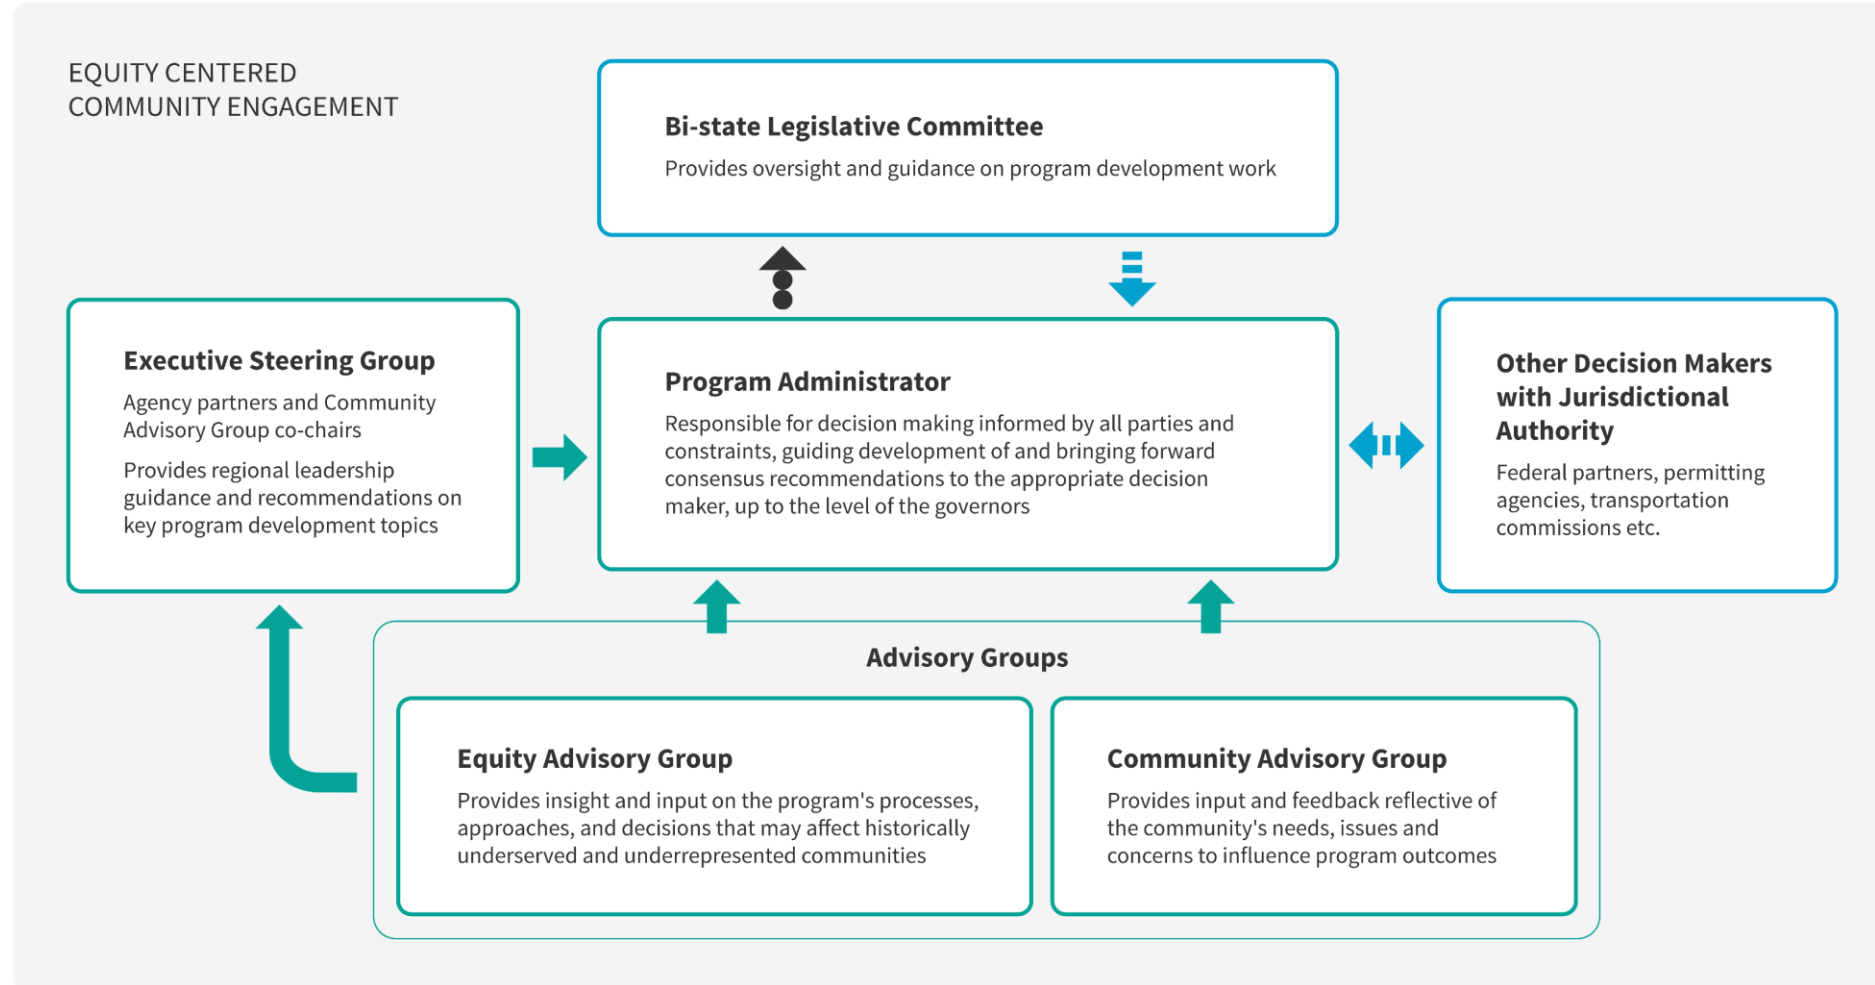 EQUITY CENTERED
COMMUNITY ENGAGEMENT
Bi-state Legislative Committee
Provides oversight and guidance on program development work
Executive Steering Group
Agency partners and Community
Advisory Group co-chairs
Provides regional leadership
guidance and recommendations on
key program development topics
Program Administrator
Responsible for decision making informed by all parties and
constraints, guiding development of and bringing forward
consensus recommendations to the appropriate decision
maker, up to the level of the governors
Other Decision Makers
with Jurisdictional
Authority
Federal partners, permitting
agencies, transportation
commissions etc.
Advisory Groups
Equity Advisory Group
Provides insight and input on the program's processes,
approaches, and decisions that may affect historically
underserved and underrepresented communities
Community Advisory Group
Provides input and feedback reflective of
the community's needs, issues and
concerns to influence program outcomes